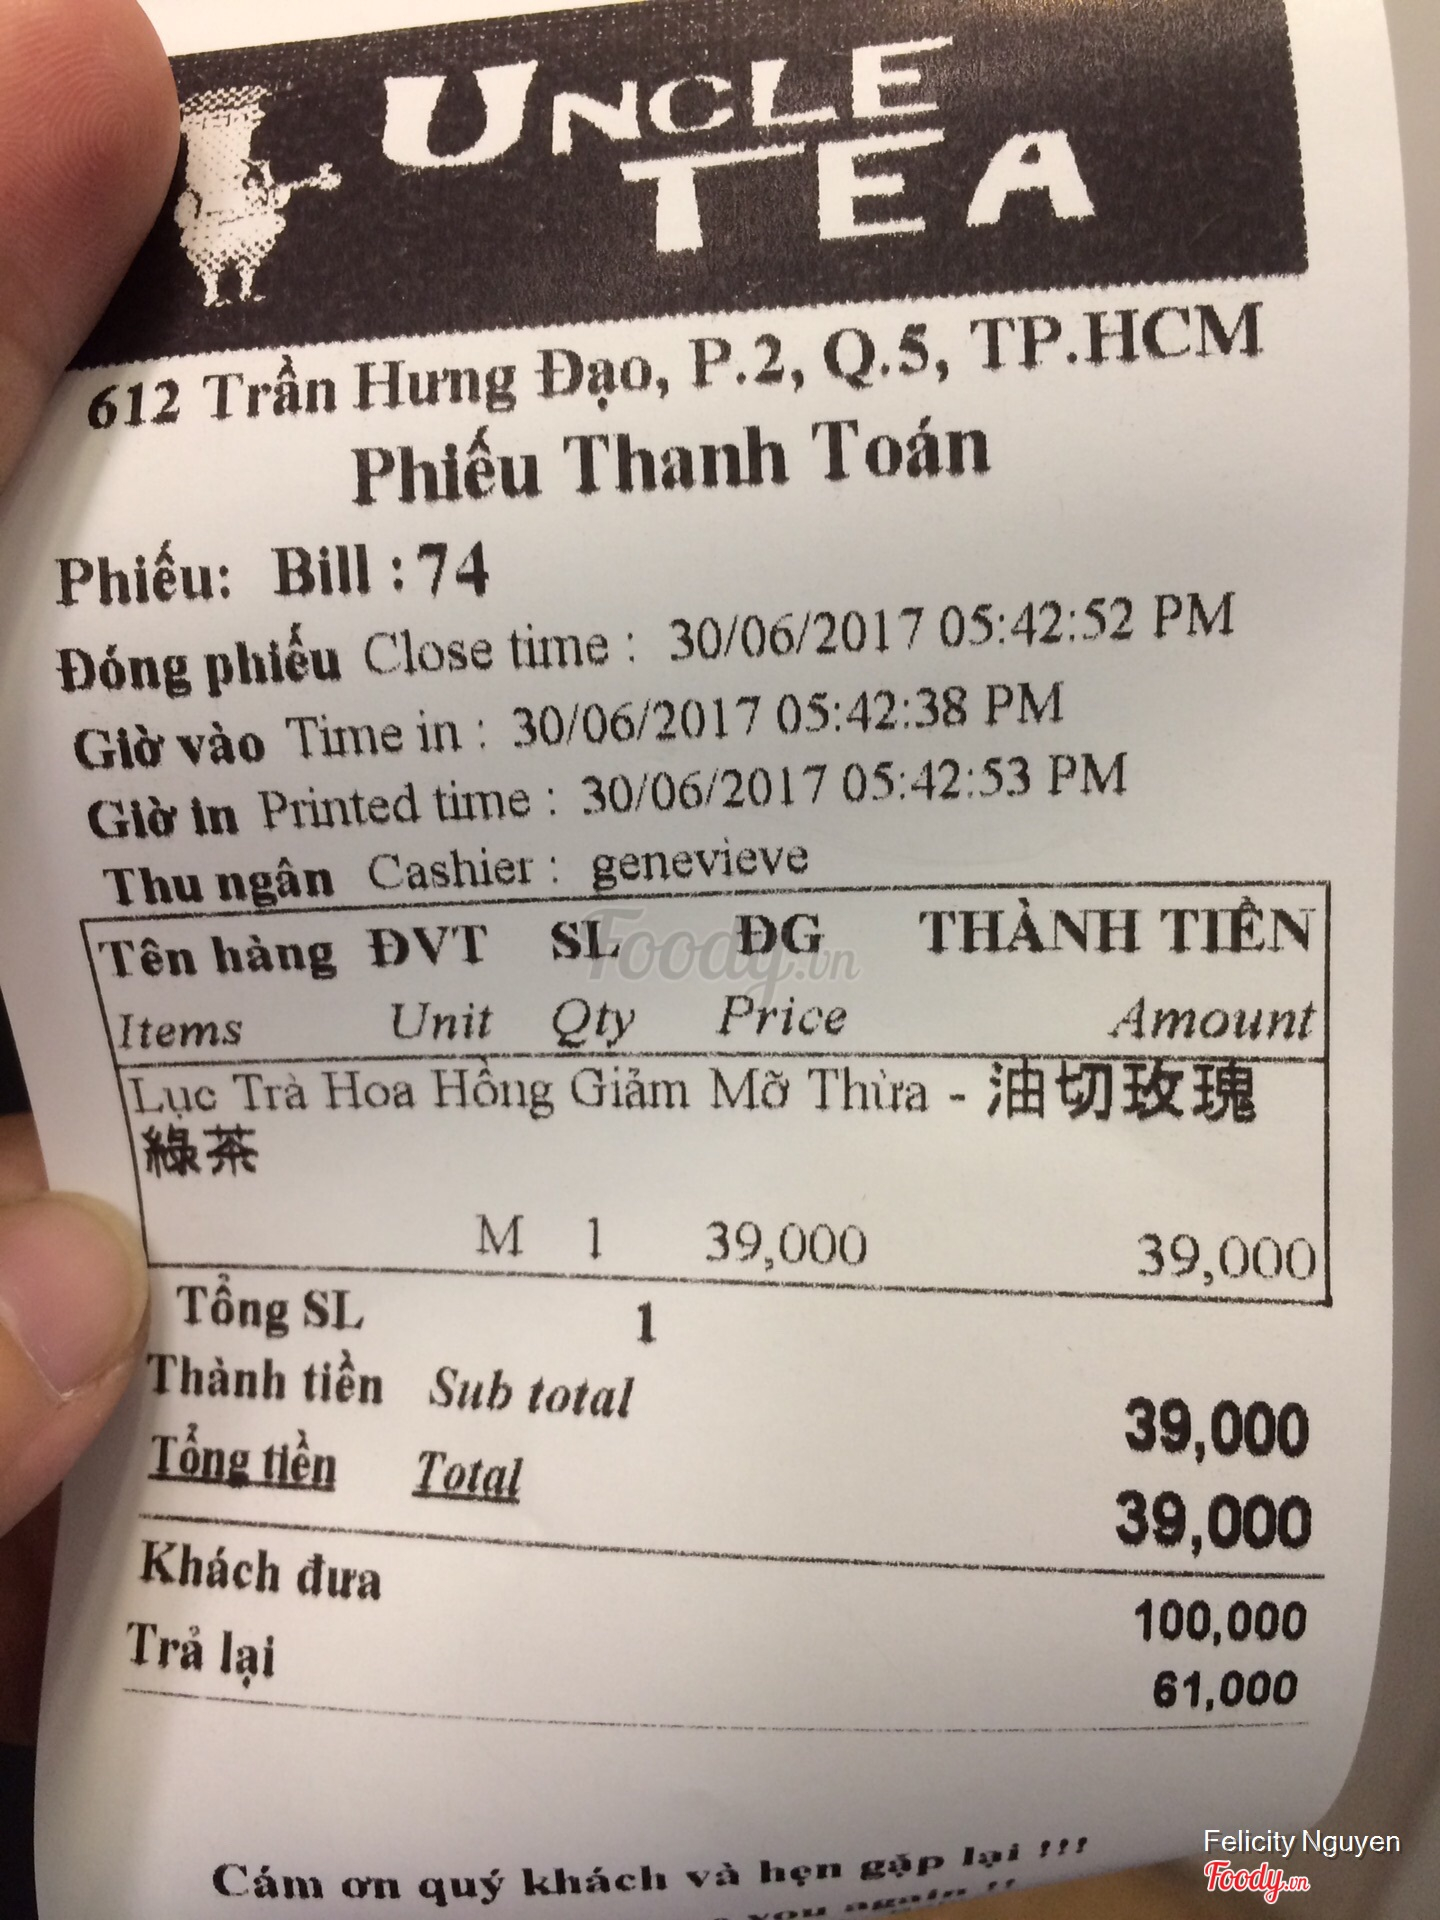 UNCLE
TEA
612 Trần Hưng Đạo, P.2, Q.5, TP.HCM
Phiếu Thanh Toán
Phiếu: Bill : 74
Đóng phiếu Close time : 30/06/2017 05:42:52 PM
Giờ vào Time in : 30/06/2017 05:42:38 PM
Giờ in Printed time : 30/06/2017 05:42:53 PM
Thu ngân Cashier : genevieve
Tên hàng ĐVT SL ĐG THÀNH TIỀN
Foody.vn
Items Unit Qty Price Amount
Lục Trà Hoa Hồng Giảm Mỡ Thừa - 油切玫瑰
綠茶
M 1 39,000 39,000
Tổng SL 1
Thành tiền Sub total 39,000
Tổng tiền Total 39,000
Khách đưa 100,000
Trả lại 61,000
Cám ơn quý khách và hẹn gặp lại !!!
you again !!
Felicity Nguyen
Foody.vn